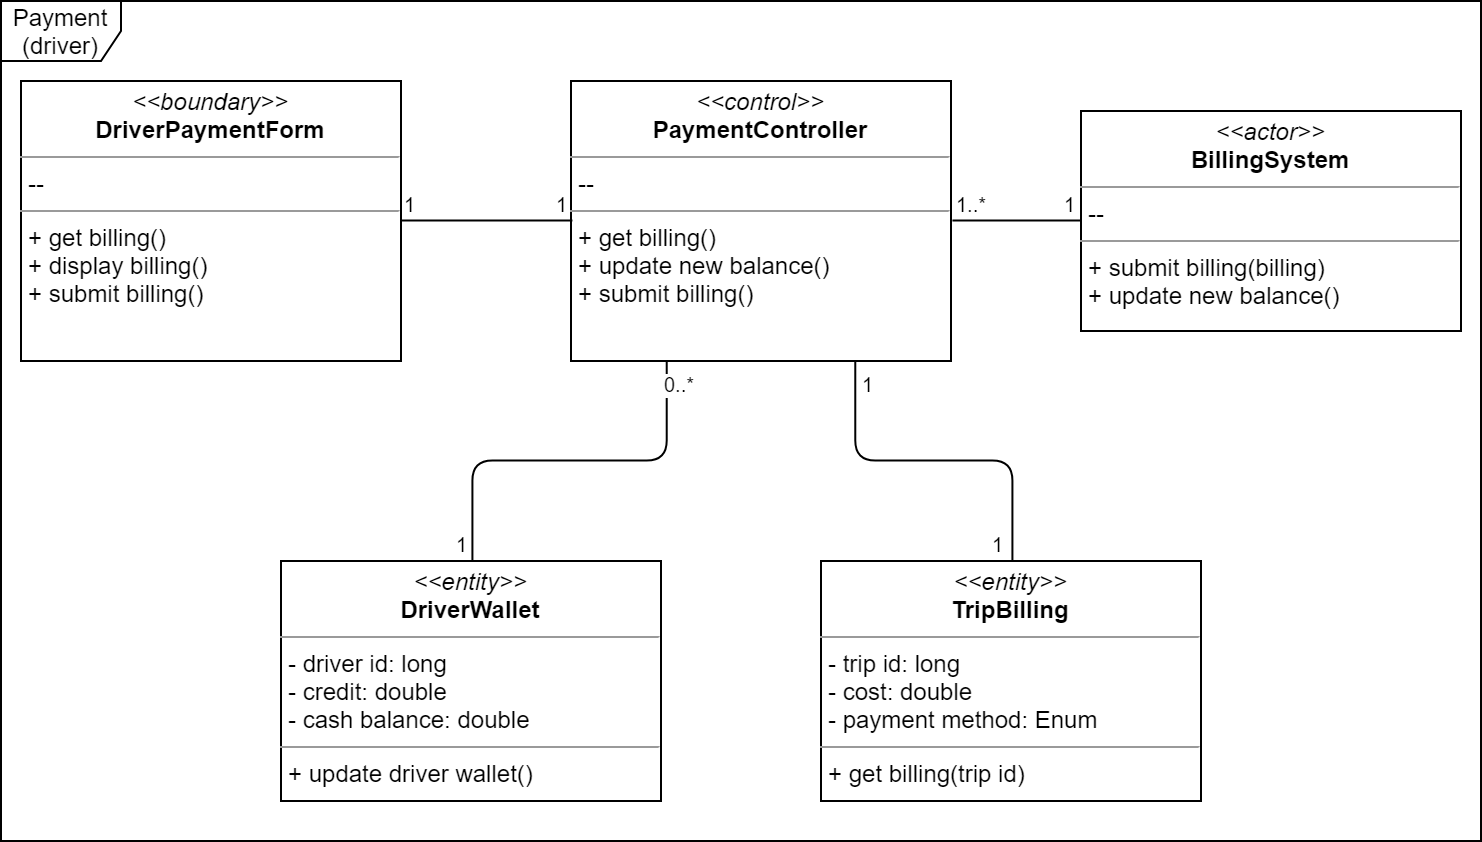 Payment
(driver)
<<boundary>>
DriverPaymentForm
--
+ get billing()
+ display billing()
+ submit billing()
1
1
<<control>>
PaymentController
--
+ get billing()
+ update new balance()
+ submit billing()
1..*
1
<<actor>>
BillingSystem
--
+ submit billing(billing)
+ update new balance()
0..*
1
1
1
<<entity>>
DriverWallet
- driver id: long
- credit: double
- cash balance: double
+ update driver wallet()
<<entity>>
TripBilling
- trip id: long
- cost: double
- payment method: Enum
+ get billing(trip id)